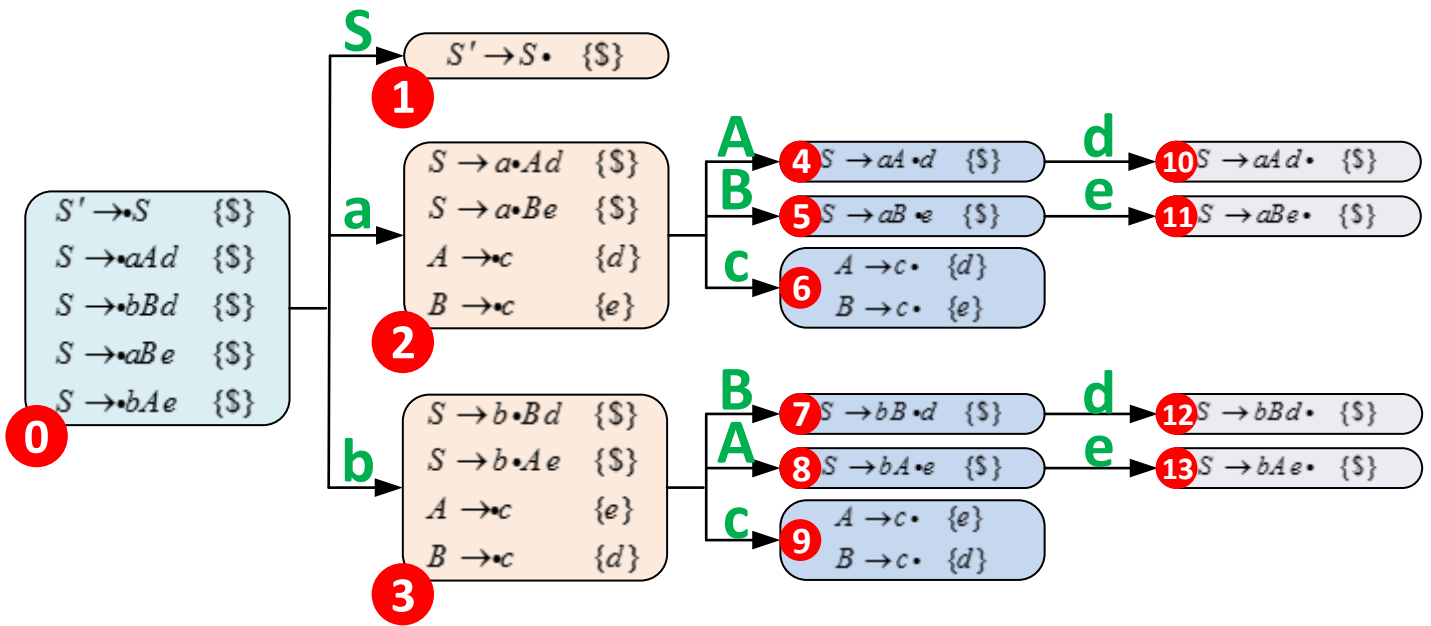 S
S' →S• {$}
1
a
S →a•Ad {$}
S →a•Be {$}
A →•c {d}
B →•c {e}
2
A
4 S →aA•d {$}
d
10 S →aAd• {$}
B
5 S →aB•e {$}
e
11 S →aBe• {$}
c
A →c• {d}
B →c• {e}
6
S' →•S {$}
S →•aAd {$}
S →•bBd {$}
S →•aBe {$}
S →•bAe {$}
0
b
S →b•Bd {$}
S →b•Ae {$}
A →•c {e}
B →•c {d}
3
B
7 S →bB•d {$}
d
12 S →bBd• {$}
A
8 S →bA•e {$}
e
13 S →bAe• {$}
c
A →c• {e}
B →c• {d}
9